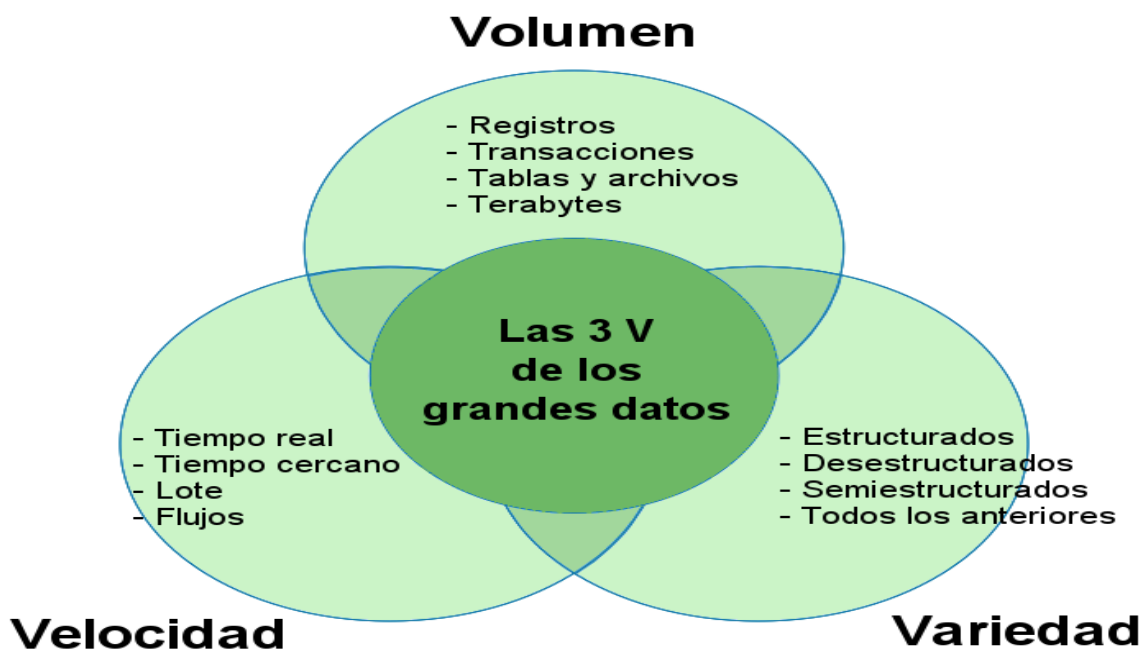 Volumen
- Registros
- Transacciones
- Tablas y archivos
- Terabytes
Las 3 V
de los
grandes datos
- Tiempo real
- Tiempo cercano
- Lote
- Flujos
- Estructurados
- Desestructurados
- Semiestructurados
- Todos los anteriores
Velocidad
Variedad